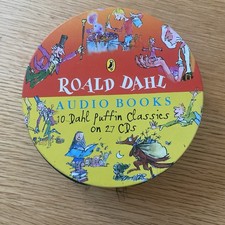 ROALD DAHL
AUDIO BOOKS
10 Dahl Puffin Classics
on 27 CDs